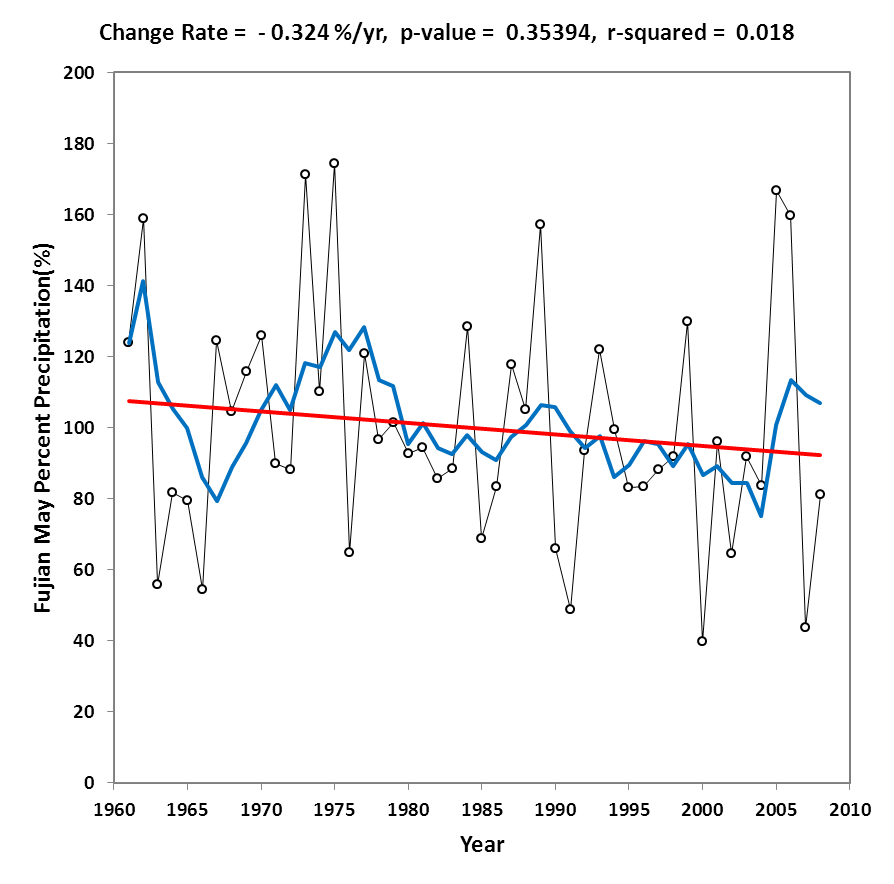 Change Rate = - 0.324 %/yr, p-value = 0.35394, r-squared = 0.018
Fujian May Percent Precipitation(%)
200
180
160
140
120
100
80
60
40
20
0
1960 1965 1970 1975 1980 1985 1990 1995 2000 2005 2010
Year